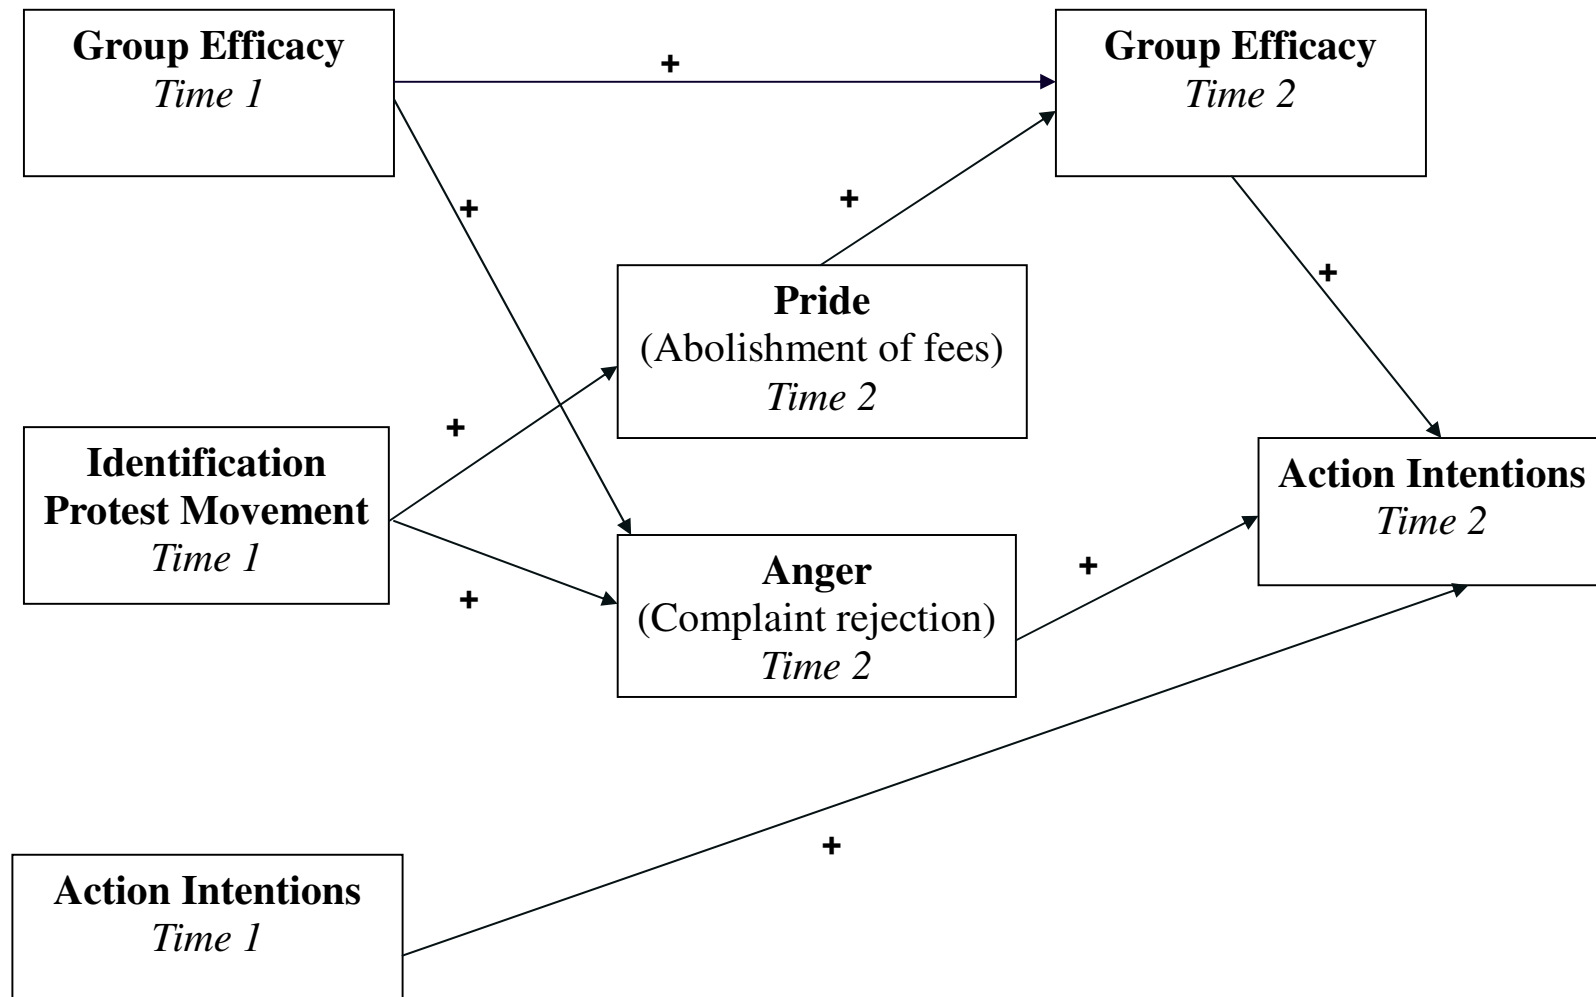 Group Efficacy
Time 1
+
Group Efficacy
Time 2
+
+
+
Pride
(Abolishment of fees)
Time 2
+
Identification
Protest Movement
Time 1
+
Action Intentions
Time 2
Anger
(Complaint rejection)
Time 2
+
+
Action Intentions
Time 1